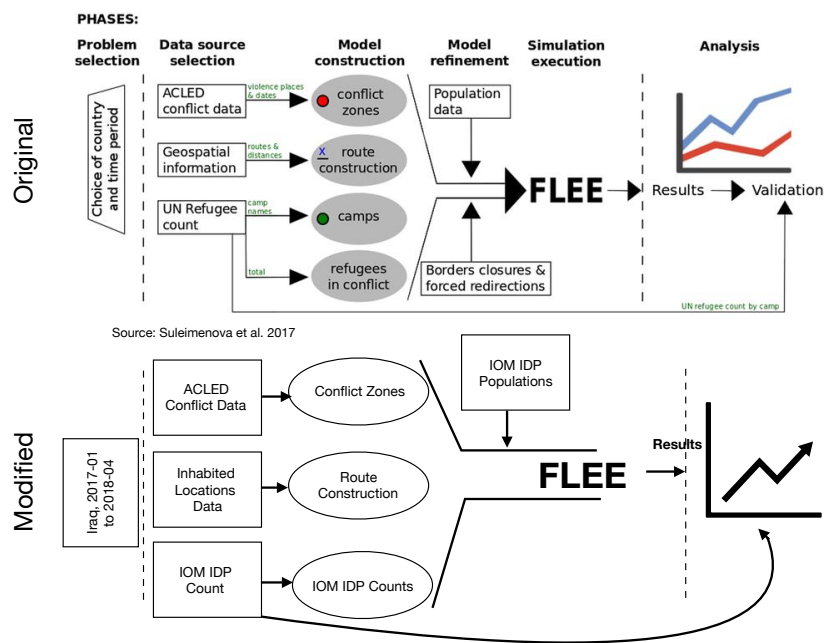 PHASES:
Problem
selection
Data source
selection
Model
construction
Model
refinement
Simulation
execution
Analysis
Original
Choice of country
and time period
ACLED
conflict data
violence places
& dates
conflict
zones
Geospatial
information
routes &
distances
X
route
construction
UN Refugee
count
camp
names
camps
total
refugees
in conflict
Population
data
FLEE
Borders closures &
forced redirections
Results
Validation
UN refugee count by camp
Source: Suleimenova et al. 2017
Modified
Iraq, 2017-01
to 2018-04
ACLED
Conflict Data
Conflict Zones
Inhabited
Locations
Data
Route
Construction
IOM IDP
Count
IOM IDP Counts
IOM IDP
Populations
FLEE
Results